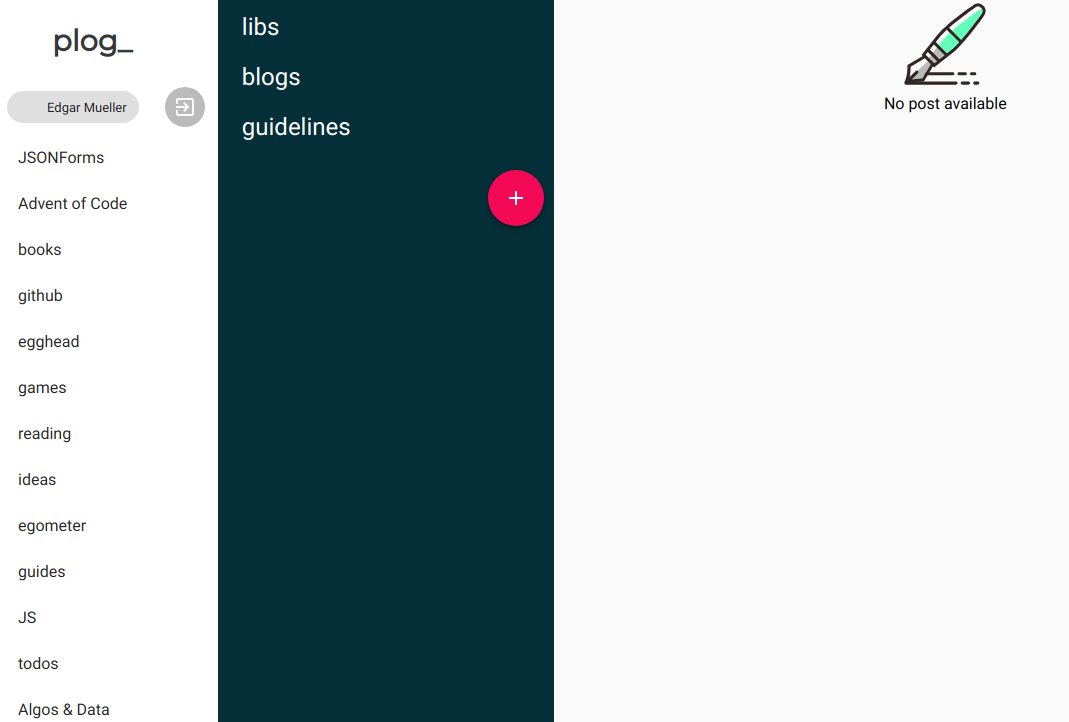 plog_
Edgar Mueller
JSONForms
Advent of Code
books
github
egghead
games
reading
ideas
egometer
guides
JS
todos
Algos & Data
libs
blogs
guidelines
No post available